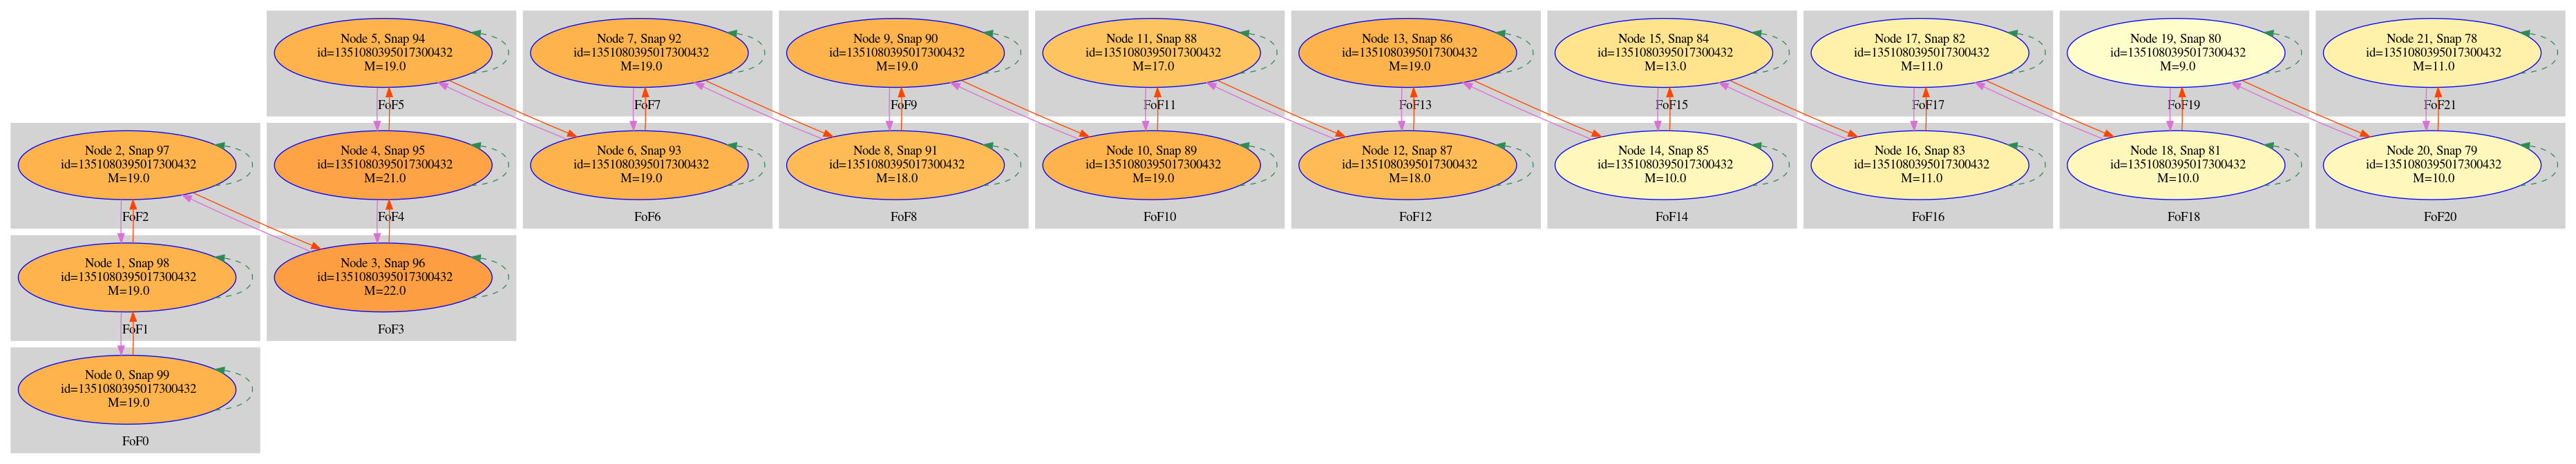 Node 5, Snap 94
id=1351080395017300432
M=19.0
FoF5
Node 7, Snap 92
id=1351080395017300432
M=19.0
FoF7
Node 9, Snap 90
id=1351080395017300432
M=19.0
FoF9
Node 11, Snap 88
id=1351080395017300432
M=17.0
FoF11
Node 13, Snap 86
id=1351080395017300432
M=19.0
FoF13
Node 15, Snap 84
id=1351080395017300432
M=13.0
FoF15
Node 17, Snap 82
id=1351080395017300432
M=11.0
FoF17
Node 19, Snap 80
id=1351080395017300432
M=9.0
FoF19
Node 21, Snap 78
id=1351080395017300432
M=11.0
FoF21
Node 2, Snap 97
id=1351080395017300432
M=19.0
FoF2
Node 4, Snap 95
id=1351080395017300432
M=21.0
FoF4
Node 6, Snap 93
id=1351080395017300432
M=19.0
FoF6
Node 8, Snap 91
id=1351080395017300432
M=18.0
FoF8
Node 10, Snap 89
id=1351080395017300432
M=19.0
FoF10
Node 12, Snap 87
id=1351080395017300432
M=18.0
FoF12
Node 14, Snap 85
id=1351080395017300432
M=10.0
FoF14
Node 16, Snap 83
id=1351080395017300432
M=11.0
FoF16
Node 18, Snap 81
id=1351080395017300432
M=10.0
FoF18
Node 20, Snap 79
id=1351080395017300432
M=10.0
FoF20
Node 1, Snap 98
id=1351080395017300432
M=19.0
FoF1
Node 3, Snap 96
id=1351080395017300432
M=22.0
FoF3
Node 0, Snap 99
id=1351080395017300432
M=19.0
FoF0